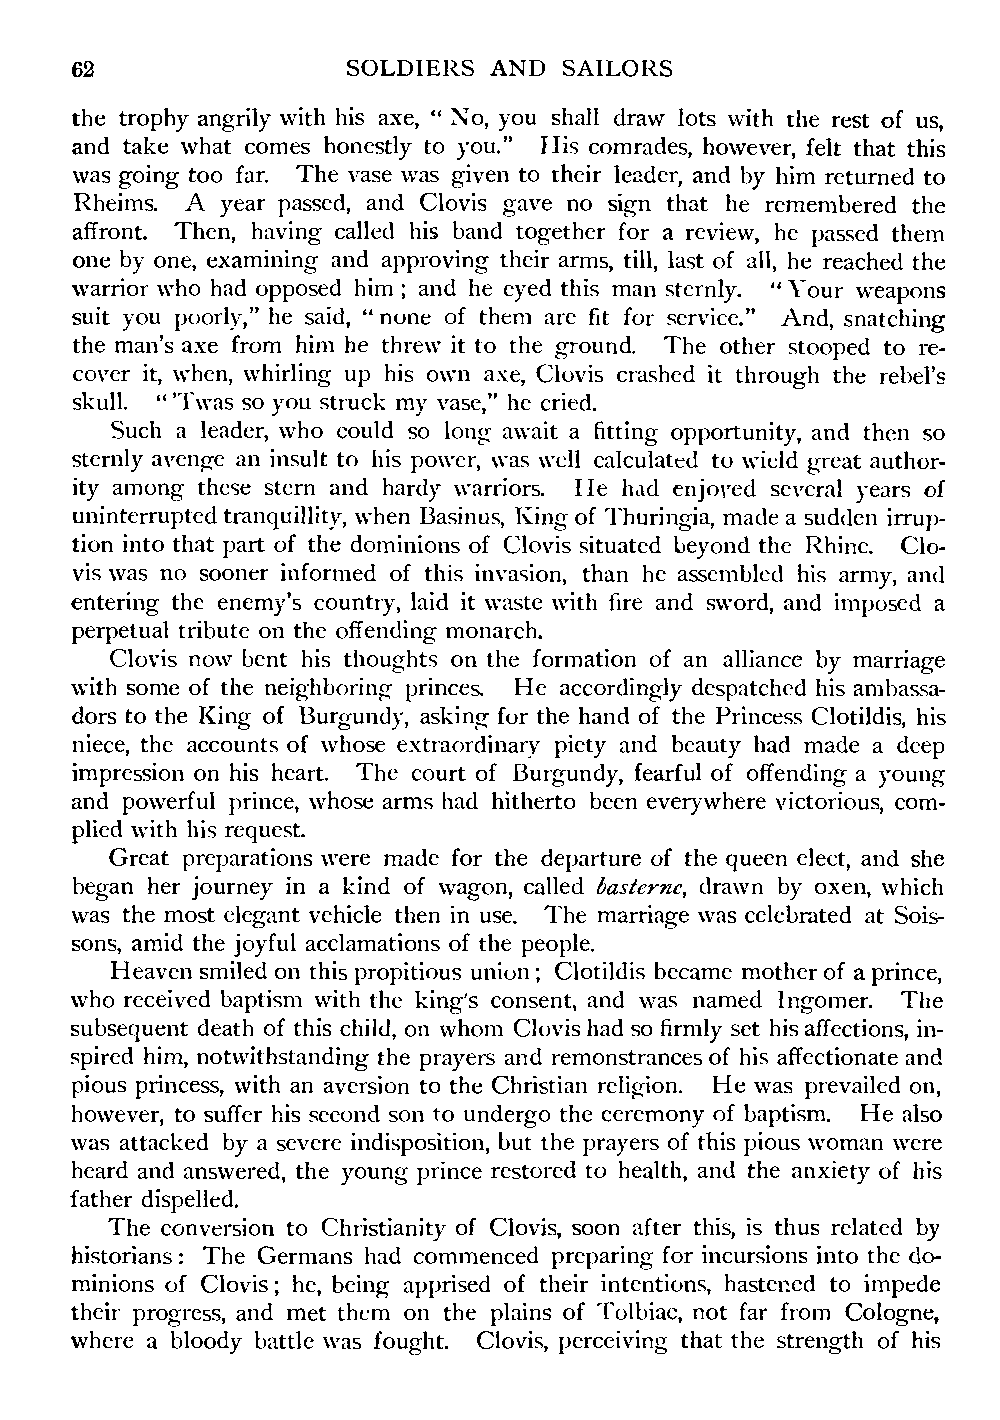 62 SOLDIERS AND SAILORS
the trophy angrily with his axe, “ No, you shall draw lots with the rest of us,
and take what comes honestly to you.” His comrades, however, felt that this
was going too far. The vase was given to their leader, and by him returned to
Rheims. A year passed, and Clovis gave no sign that he remembered the
affront. Then, having called his band together for a review, he passed them
one by one, examining and approving their arms, till, last of all, he reached the
warrior who had opposed him ; and he eyed this man sternly. “ Your weapons
suit you poorly,” he said, “ none of them are fit for service.” And, snatching
the man’s axe from him he threw it to the ground. The other stooped to re-
cover it, when, whirling up his own axe, Clovis crashed it through the rebel’s
skull. “ ’Twas so you struck my vase,” he cried.
Such a leader, who could so long await a fitting opportunity, and then so
sternly avenge an insult to his power, was well calculated to wield great author-
ity among these stern and hardy warriors. He had enjoyed several years of
uninterrupted tranquillity, when Basinus, King of Thuringia, made a sudden irrup-
tion into that part of the dominions of Clovis situated beyond the Rhine. Clo-
vis was no sooner informed of this invasion, than he assembled his army, and
entering the enemy’s country, laid it waste with fire and sword, and imposed a
perpetual tribute on the offending monarch.
Clovis now bent his thoughts on the formation of an alliance by marriage
with some of the neighboring princes. He accordingly despatched his ambassa-
dors to the King of Burgundy, asking for the hand of the Princess Clotildis, his
niece, the accounts of whose extraordinary piety and beauty had made a deep
impression on his heart. The court of Burgundy, fearful of offending a young
and powerful prince, whose arms had hitherto been everywhere victorious, com-
plied with his request.
Great preparations were made for the departure of the queen elect, and she
began her journey in a kind of wagon, called basterne, drawn by oxen, which
was the most elegant vehicle then in use. The marriage was celebrated at Sois-
sons, amid the joyful acclamations of the people.
Heaven smiled on this propitious union ; Clotildis became mother of a prince,
who received baptism with the king's consent, and was named Ingomer. The
subsequent death of this child, on whom Clovis had so firmly set his affections, in-
spired him, notwithstanding the prayers and remonstrances of his affectionate and
pious princess, with an aversion to the Christian religion. He was prevailed on,
however, to suffer his second son to undergo the ceremony of baptism. He also
was attacked by a severe indisposition, but the prayers of this pious woman were
heard and answered, the young prince restored to health, and the anxiety of his
father dispelled.
The conversion to Christianity of Clovis, soon after this, is thus related by
historians : The Germans had commenced preparing for incursions into the do-
minions of Clovis ; he, being apprised of their intentions, hastened to impede
their progress, and met them on the plains of Tolbiac, not far from Cologne,
where a bloody battle was fought. Clovis, perceiving that the strength of his